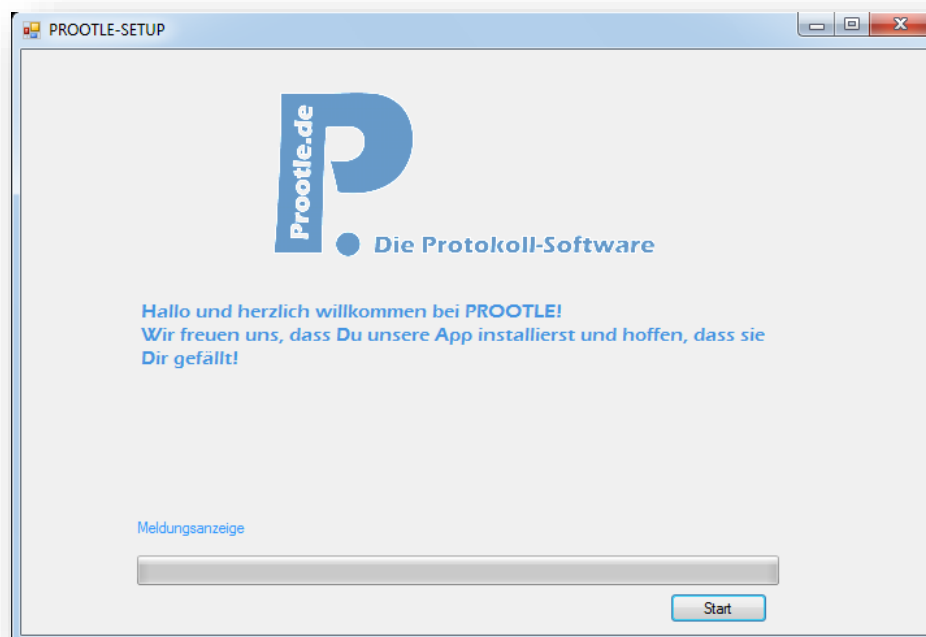 PROOTLE-SETUP
Prootle.de
Die Protokoll-Software
Hallo und herzlich willkommen bei PROOTLE!
Wir freuen uns, dass Du unsere App installierst und hoffen, dass sie
Dir gefällt!
Meldungsanzeige
Start